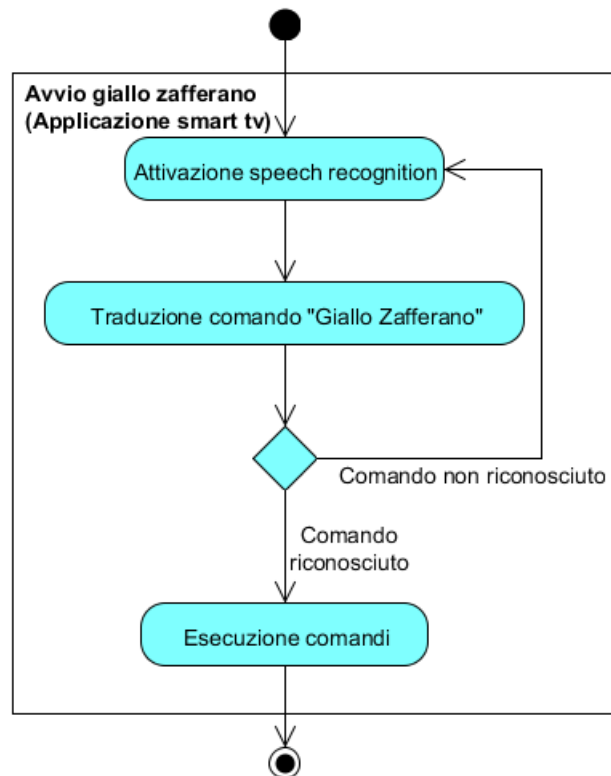 Avvio giallo zafferano
(Applicazione smart tv)
Attivazione speech recognition
Traduzione comando "Giallo Zafferano"
Comando non riconosciuto
Comando
riconosciuto
Esecuzione comandi